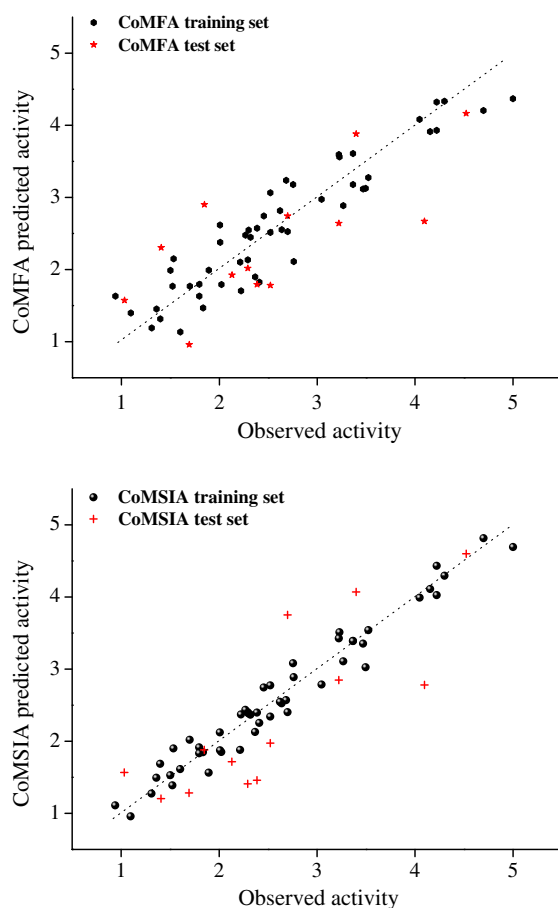 CoMFA training set
CoMFA test set
5
4
3
2
1
CoMFA predicted activity
1 2 3 4 5
Observed activity
CoMSIA training set
CoMSIA test set
5
4
3
2
1
CoMSIA predicted activity
1 2 3 4 5
Observed activity